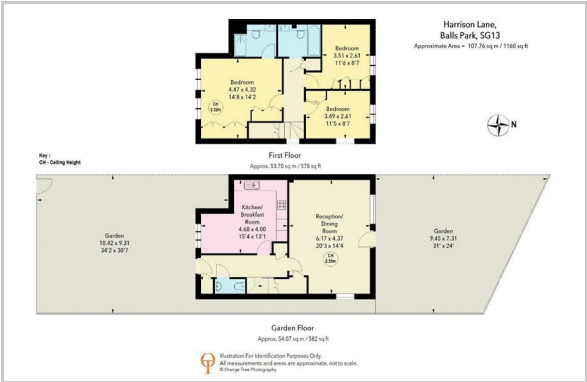 Harrison Lane,
Balls Park, SG13
Approximate Area = 107.76 sq m / 1160 sq ft
Bedroom
3.51 x 2.61
11'6 x 8'7
Bedroom
4.47 x 4.32
14'8 x 14'2
CH
2.50m
Bedroom
3.49 x 2.61
11'5 x 8'7
N
First Floor
Approx. 53.70 sq m / 578 sq ft
Key :
CH - Ceiling Height
Kitchen/
Breakfast
Room
4.68 x 4.00
15'4 x 13'1
Reception/
Dining
Room
6.17 x 4.37
20'3 x 14'4
CH
2.55m
Garden
10.42 x 9.31
34'2 x 30'7
Garden
9.45 x 7.31
31' x 24'
Garden Floor
Approx. 54.07 sq m / 582 sq ft
Illustration For Identification Purposes Only.
All measurements and areas are approximate, not to scale.
© Orange Tree Photography